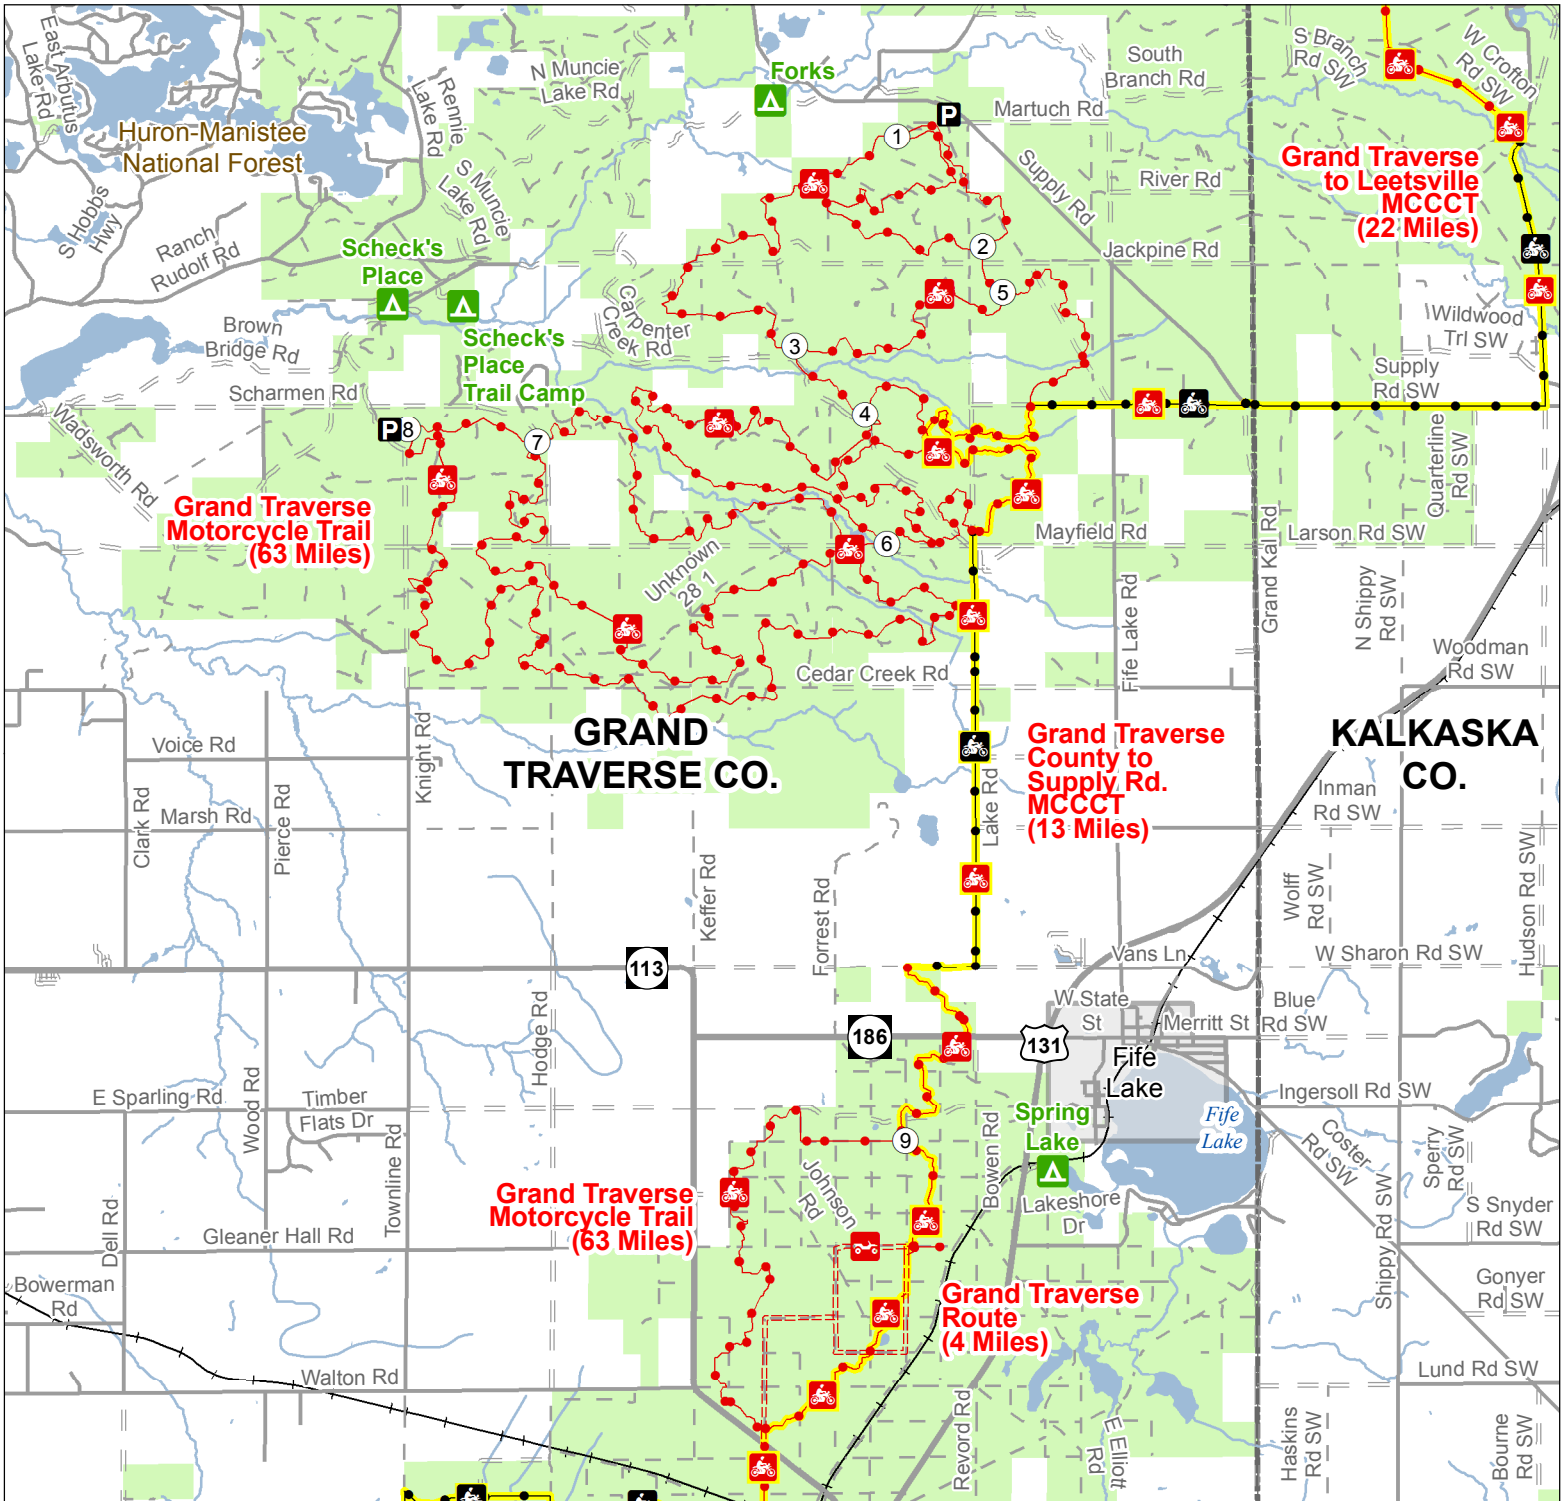 East Arbutus
Lake Rd
Rennie
Lake Rd
N Muncie
Lake Rd
Forks
South
Branch Rd
S Branch
Rd SW
W Crofton
Rd SW
Huron-Manistee
National Forest
P
Martuch Rd
1
Supply Rd
River Rd
Grand Traverse
to Leetsville
MCCCT
(22 Miles)
S Hobbs
Hwy
Ranch
Rudolf Rd
S Muncie
Lake Rd
Scheck's
Place
2
Jackpine Rd
5
Carpenter
Creek Rd
Brown
Bridge Rd
Scheck's
Place
Trail Camp
3
Wildwood
Trl SW
Supply
Rd SW
Scharmen Rd
Wadsworth Rd
P
8
7
4
Quarterline
Rd SW
Grand Traverse
Motorcycle Trail
(63 Miles)
6
Unknown
28 1
Mayfield Rd
Fife Lake Rd
Grand Kal Rd
Larson Rd SW
N Shippy
Rd SW
Woodman
Rd SW
Cedar Creek Rd
GRAND
TRAVERSE CO.
Grand Traverse
County to
Supply Rd.
MCCCT
(13 Miles)
KALKASKA
CO.
Voice Rd
Knight Rd
Marsh Rd
Clark Rd
Pierce Rd
Lake Rd
Inman
Rd SW
Keffer Rd
Forrest Rd
Wolff
Rd SW
Hudson Rd SW
113
Vans Ln
W Sharon Rd SW
Hodge Rd
186
131
W State
St
Merritt St
Blue
Rd SW
Fife
Lake
E Sparling Rd
Wood Rd
Timber
Flats Dr
Townline Rd
Spring
Lake
Fife
Lake
Ingersoll Rd SW
Coster
Rd SW
Sperry
Rd SW
9
Johnson
Rd
Bowen Rd
Lakeshore
Dr
Shippy Rd SW
S Snyder
Rd SW
Grand Traverse
Motorcycle Trail
(63 Miles)
Dell Rd
Gleaner Hall Rd
Bowerman
Rd
Grand Traverse
Route
(4 Miles)
Gonyer
Rd SW
Walton Rd
Lund Rd SW
Revord Rd
E Elliott
Rd
Haskins
Rd SW
Bourne
Rd SW